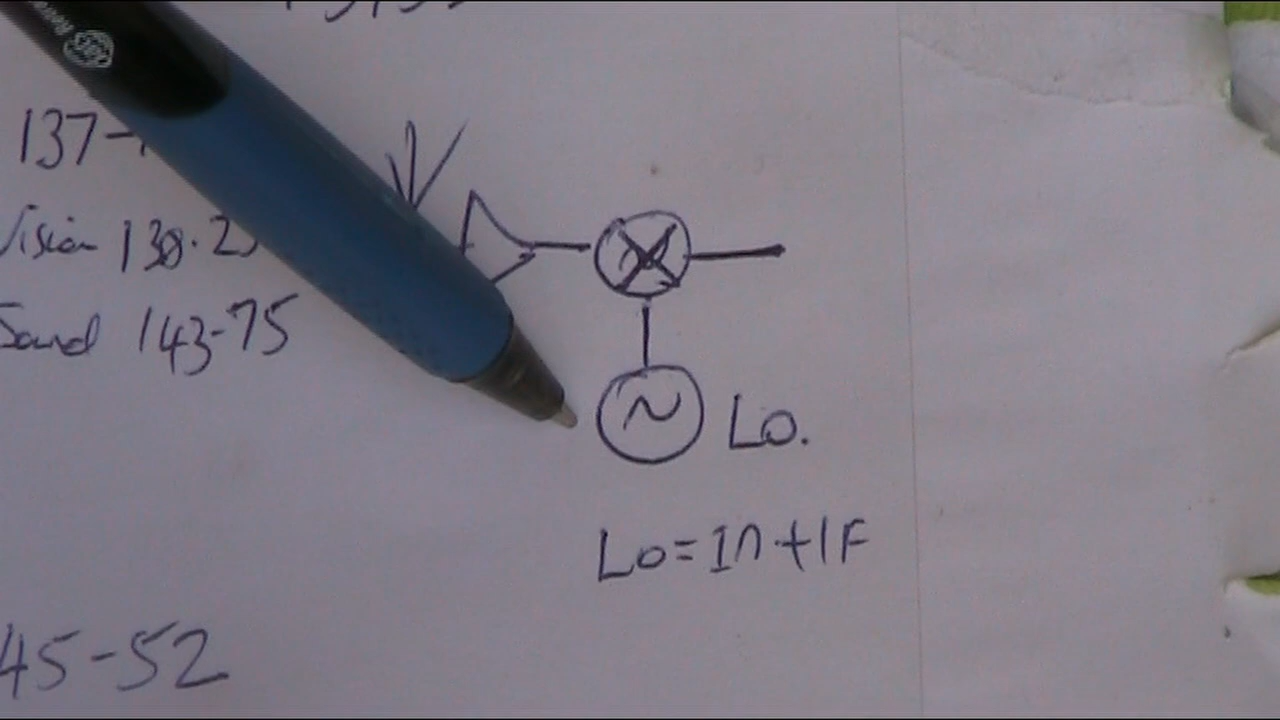 137-
Vision 138.25
Sound 143-75
~
Lo.
Lo=In+IF
45-52